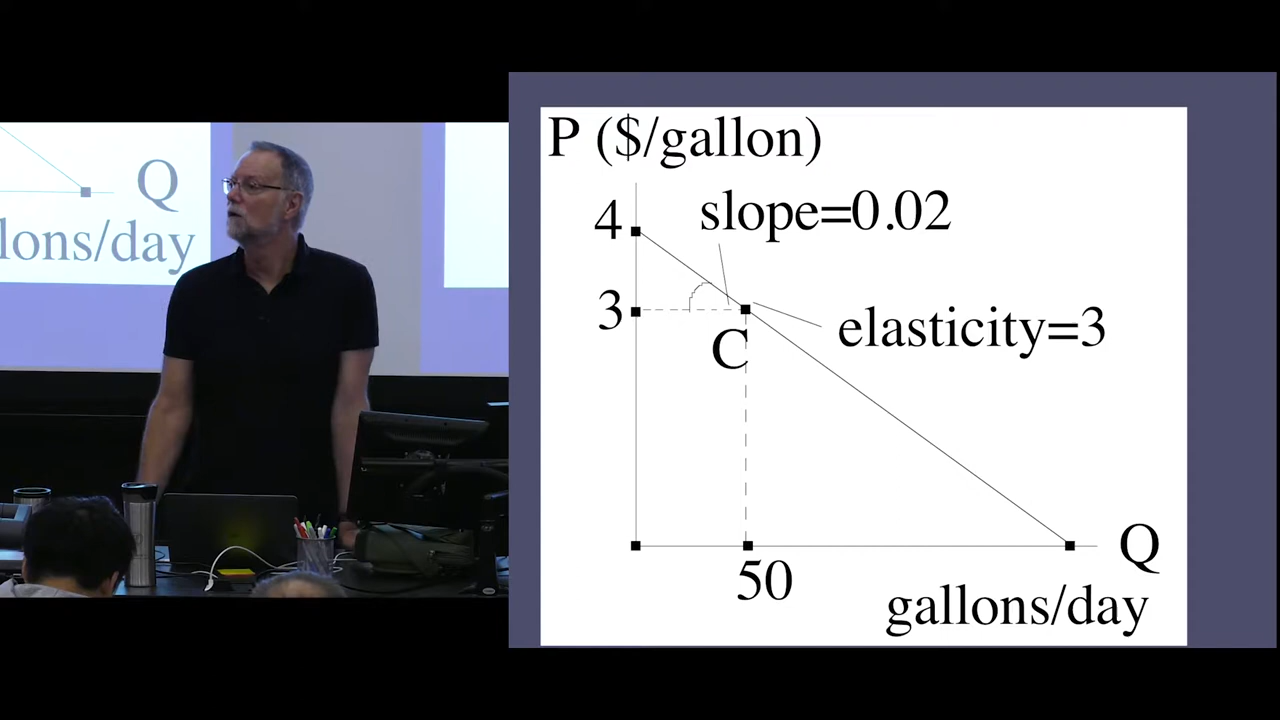 Q
lons/day
P ($/gallon)
4
slope=0.02
3
C
elasticity=3
50
Q
gallons/day